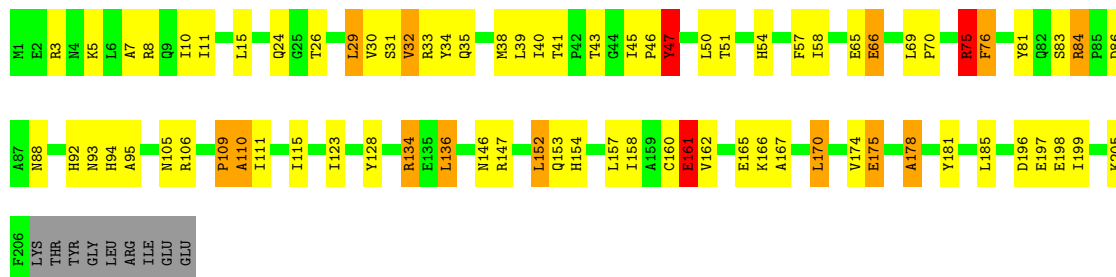 M1 E2 R3 N4 K5 L6 A7 R8 Q9 I10 I11 L15 Q24 G25 T26 L29 V30 S31 V32 R33 Y34 Q35 M38 L39 I40 T41 P42 T43 G44 I45 P46 Y47 L50 T51 H54 F57 I58 E65 E66 L69 P70 R75 F76 Y81 Q82 S83 R84 P85
A87 N88 H92 N93 H94 A95 N105 R106 P109 A110 I111 I115 I123 Y128 R134 E135 L136 N146 R147 L152 Q153 H154 L157 I158 A159 C160 E161 V162 E165 K166 A167 L170 V174 E175 A178 Y181 L185 D196 E197 E198 I199
F206 LYS THR TYR GLY LEU ARG ILE GLU GLU